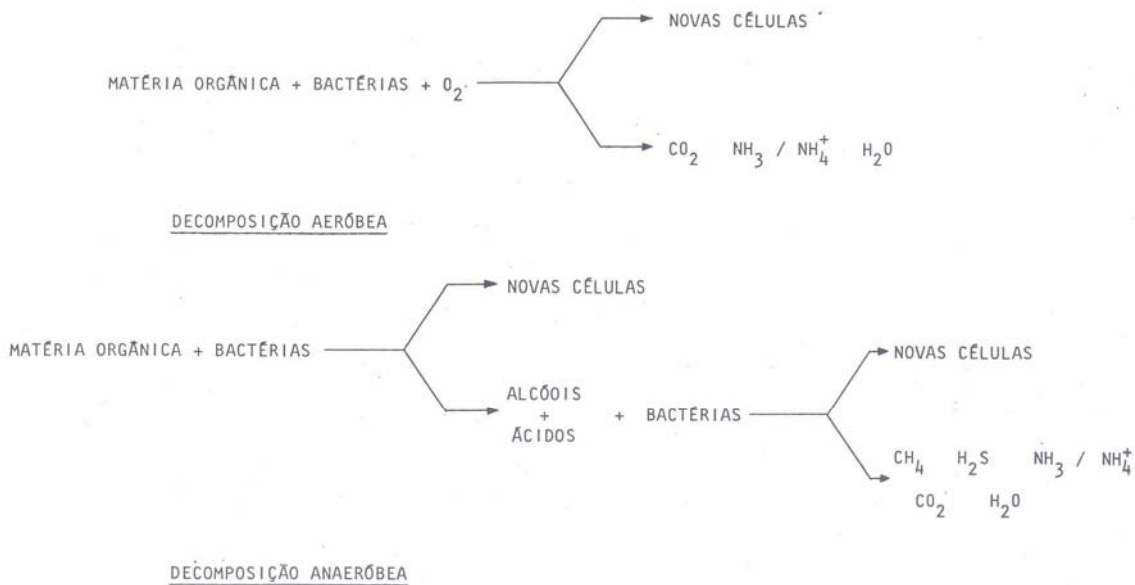 NOVAS CÉLULAS
MATÉRIA ORGÂNICA + BACTÉRIAS + O₂
CO₂ NH₃ / NH₄⁺ H₂O
DECOMPOSIÇÃO AERÓBEA
NOVAS CÉLULAS
MATÉRIA ORGÂNICA + BACTÉRIAS
NOVAS CÉLULAS
ALCÓOIS
+ + BACTÉRIAS
ÁCIDOS
CH₄ H₂S NH₃ / NH₄⁺
CO₂ H₂O
DECOMPOSIÇÃO ANAERÓBEA